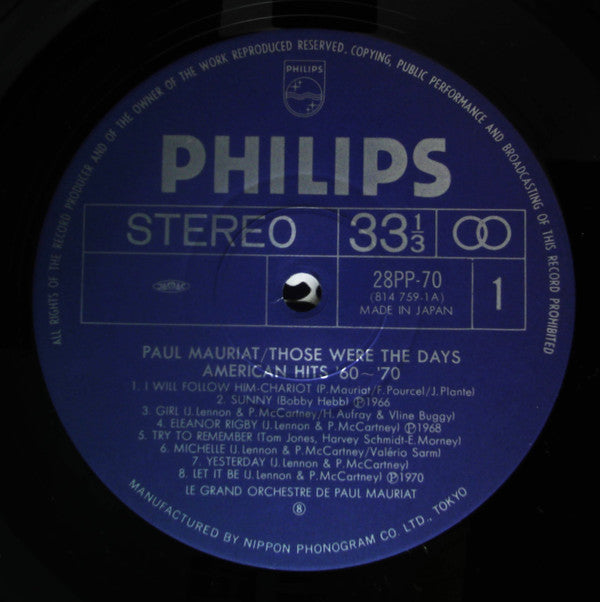 ALL RIGHTS OF THE RECORD PRODUCER AND OF THE OWNER OF THE WORK REPRODUCED RESERVED. COPYING, PUBLIC PERFORMANCE AND BROADCASTING OF THIS RECORD PROHIBITED
PHILIPS
PHILIPS
STEREO 33 1/3
28PP-70
(814 759-1A)
MADE IN JAPAN
1
JASRAC
PAUL MAURIAT/THOSE WERE THE DAYS
AMERICAN HITS '60~'70
1. I WILL FOLLOW HIM-CHARIOT (P.Mauriat/F.Pourcel/J.Plante)
2. SUNNY (Bobby Hebb) ℗1966
3. GIRL (J.Lennon & P.McCartney/H.Aufray & Vline Buggy)
4. ELEANOR RIGBY (J.Lennon & P.McCartney) ℗1968
5. TRY TO REMEMBER (Tom Jones, Harvey Schmidt-E.Morney)
6. MICHELLE (J.Lennon & P.McCartney/Valério Sarm)
7. YESTERDAY (J.Lennon & P.McCartney)
8. LET IT BE (J.Lennon & P.McCartney) ℗1970
LE GRAND ORCHESTRE DE PAUL MAURIAT
⑧
MANUFACTURED BY NIPPON PHONOGRAM CO. LTD., TOKYO